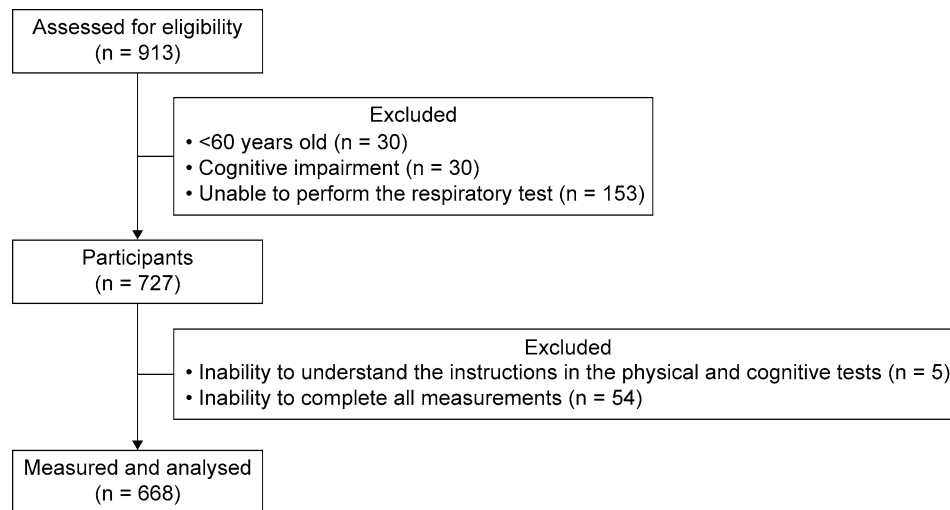 Assessed for eligibility
(n = 913)
Excluded
• <60 years old (n = 30)
• Cognitive impairment (n = 30)
• Unable to perform the respiratory test (n = 153)
Participants
(n = 727)
Excluded
• Inability to understand the instructions in the physical and cognitive tests (n = 5)
• Inability to complete all measurements (n = 54)
Measured and analysed
(n = 668)